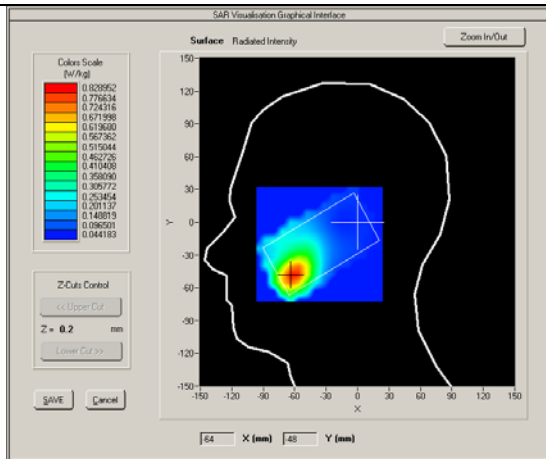 SAR Visualisation Graphical Interface
Surface Radiated Intensity
Zoom In/Out
Colors Scale
(W/kg)
0.828952
0.776634
0.724316
0.671998
0.619680
0.567362
0.515044
0.462726
0.410408
0.358090
0.305772
0.253454
0.201137
0.148819
0.096501
0.044183
Z-Cuts Control
<< Upper Cut
Z = 0.2 mm
Lower Cut >>
SAVE Cancel
150-
120-
90-
60-
30-
0-
-30-
-60-
-90-
-120-
-150-
Y
-150 -120 -90 -60 -30 0 30 60 90 120 150
X
-64 X (mm) -48 Y (mm)